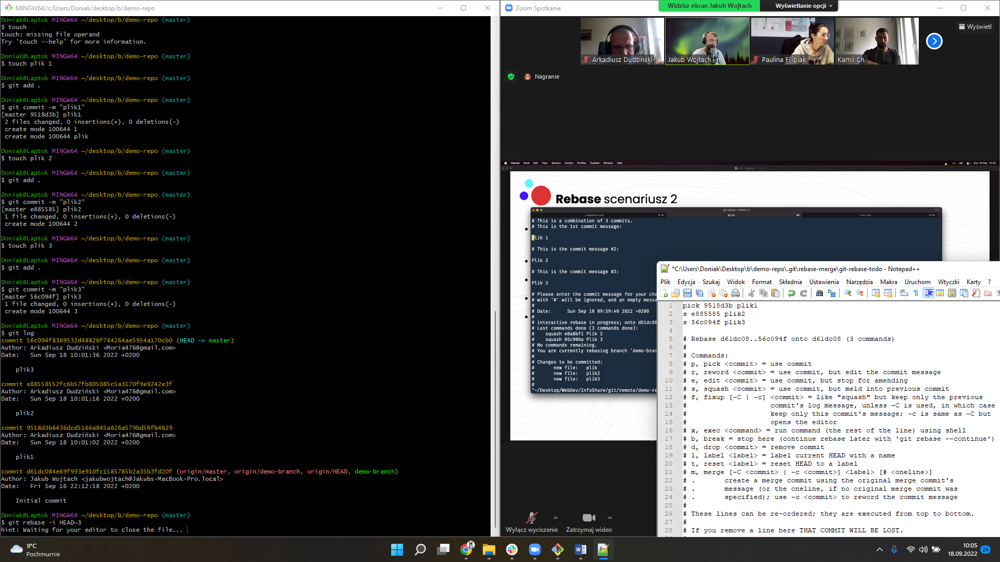 MINGW64:/c/Users/Doniak/desktop/b/demo-repo
Doniak@Laptok MINGW64 ~/desktop/b/demo-repo (master)
$ touch
touch: missing file operand
Try 'touch --help' for more information.
Doniak@Laptok MINGW64 ~/desktop/b/demo-repo (master)
$ touch plik 1
Doniak@Laptok MINGW64 ~/desktop/b/demo-repo (master)
$ git add .
Doniak@Laptok MINGW64 ~/desktop/b/demo-repo (master)
$ git commit -m "plik1"
[master 9518d3b] plik1
2 files changed, 0 insertions(+), 0 deletions(-)
create mode 100644 1
create mode 100644 plik
Doniak@Laptok MINGW64 ~/desktop/b/demo-repo (master)
$ touch plik 2
Doniak@Laptok MINGW64 ~/desktop/b/demo-repo (master)
$ git add .
Doniak@Laptok MINGW64 ~/desktop/b/demo-repo (master)
$ git commit -m "plik2"
[master e885585] plik2
1 file changed, 0 insertions(+), 0 deletions(-)
create mode 100644 2
Doniak@Laptok MINGW64 ~/desktop/b/demo-repo (master)
$ touch plik 3
Doniak@Laptok MINGW64 ~/desktop/b/demo-repo (master)
$ git add .
Doniak@Laptok MINGW64 ~/desktop/b/demo-repo (master)
$ git commit -m "plik3"
[master 56c094f] plik3
1 file changed, 0 insertions(+), 0 deletions(-)
create mode 100644 3
Doniak@Laptok MINGW64 ~/desktop/b/demo-repo (master)
$ git log
commit 56c094f8369532d48826f744264ae5954a170cb0 (HEAD -> master)
Author: Arkadiusz Dudziński <Moria476@gmail.com>
Date:   Sun Sep 18 10:01:36 2022 +0200
plik3
commit e88558552fc6b57fb805085c5a3170f9e9242e3f
Author: Arkadiusz Dudziński <Moria476@gmail.com>
Date:   Sun Sep 18 10:01:16 2022 +0200
plik2
commit 9518d3b6436dcd5166a845a826a579bd56fb4629
Author: Arkadiusz Dudziński <Moria476@gmail.com>
Date:   Sun Sep 18 10:01:02 2022 +0200
plik1
commit d61dc084e69f993e910fc1585785b2a35b3fd20f (origin/master, origin/demo-branch, origin/HEAD, demo-branch)
Author: Jakub Wojtach <jakubwojtach@Jakubs-MacBook-Pro.local>
Date:   Fri Sep 16 22:12:58 2022 +0200
Initial commit
Doniak@Laptok MINGW64 ~/desktop/b/demo-repo (master)
$ git rebase -i HEAD~3
hint: Waiting for your editor to close the file...
Zoom Spotkanie
Widzisz ekran Jakub Wojtach
Wyświetlanie opcji
Arkadiusz Dudziński
Jakub Wojtach
Paulina Filipiak
Kamil Ch.
Wyświetl
Nagranie
iTerm2 Shell Edit View Session Scripts Profiles Toolbelt Window Help
Sun 18 Sep 10 05
Rebase scenariusz 2
git rebase -i HEAD~3
# This is a combination of 3 commits.
# This is the 1st commit message:
Plik 1
# This is the commit message #2:
Plik 2
# This is the commit message #3:
Plik 3
# Please enter the commit message for your cha
# with '#' will be ignored, and an empty messa
#
# Date:      Sun Sep 18 09:59:40 2022 +0200
#
# interactive rebase in progress; onto d61dc08
# Last commands done (3 commands done):
#    squash e8a8bf1 Plik 2
#    squash 05c906a Plik 3
# No commands remaining.
# You are currently rebasing branch 'demo-bran
#
# Changes to be committed:
#       new file:   plik
#       new file:   plik2
#       new file:   plik3
#
"~/Desktop/WebDev/InfoShare/git/remote/demo-re
*C:\Users\Doniak\Desktop\b\demo-repo\.git\rebase-merge\git-rebase-todo - Notepad++
Plik Edycja Szukaj Widok Format Składnia Ustawienia Narzędzia Makra Uruchom Wtyczki Karty ?
1 pick 9518d3b plik1
2 s e885585 plik2
3 s 56c094f plik3
4
5 # Rebase d61dc08..56c094f onto d61dc08 (3 commands)
6 #
7 # Commands:
8 # p, pick <commit> = use commit
9 # r, reword <commit> = use commit, but edit the commit message
10 # e, edit <commit> = use commit, but stop for amending
11 # s, squash <commit> = use commit, but meld into previous commit
12 # f, fixup [-C | -c] <commit> = like "squash" but keep only the previous
13 #                    commit's log message, unless -C is used, in which case
14 #                    keep only this commit's message; -c is same as -C but
15 #                    opens the editor
16 # x, exec <command> = run command (the rest of the line) using shell
17 # b, break = stop here (continue rebase later with 'git rebase --continue')
18 # d, drop <commit> = remove commit
19 # l, label <label> = label current HEAD with a name
20 # t, reset <label> = reset HEAD to a label
21 # m, merge [-C <commit> | -c <commit>] <label> [# <oneline>]
22 # .       create a merge commit using the original merge commit's
23 # .       message (or the oneline, if no original merge commit was
24 # .       specified); use -c <commit> to reword the commit message
25 #
26 # These lines can be re-ordered; they are executed from top to bottom.
27 #
28 # If you remove a line here THAT COMMIT WILL BE LOST.
Wyłącz wyciszenie
Zatrzymaj wideo
9°C
Pochmurnie
10:05
18.09.2022
24